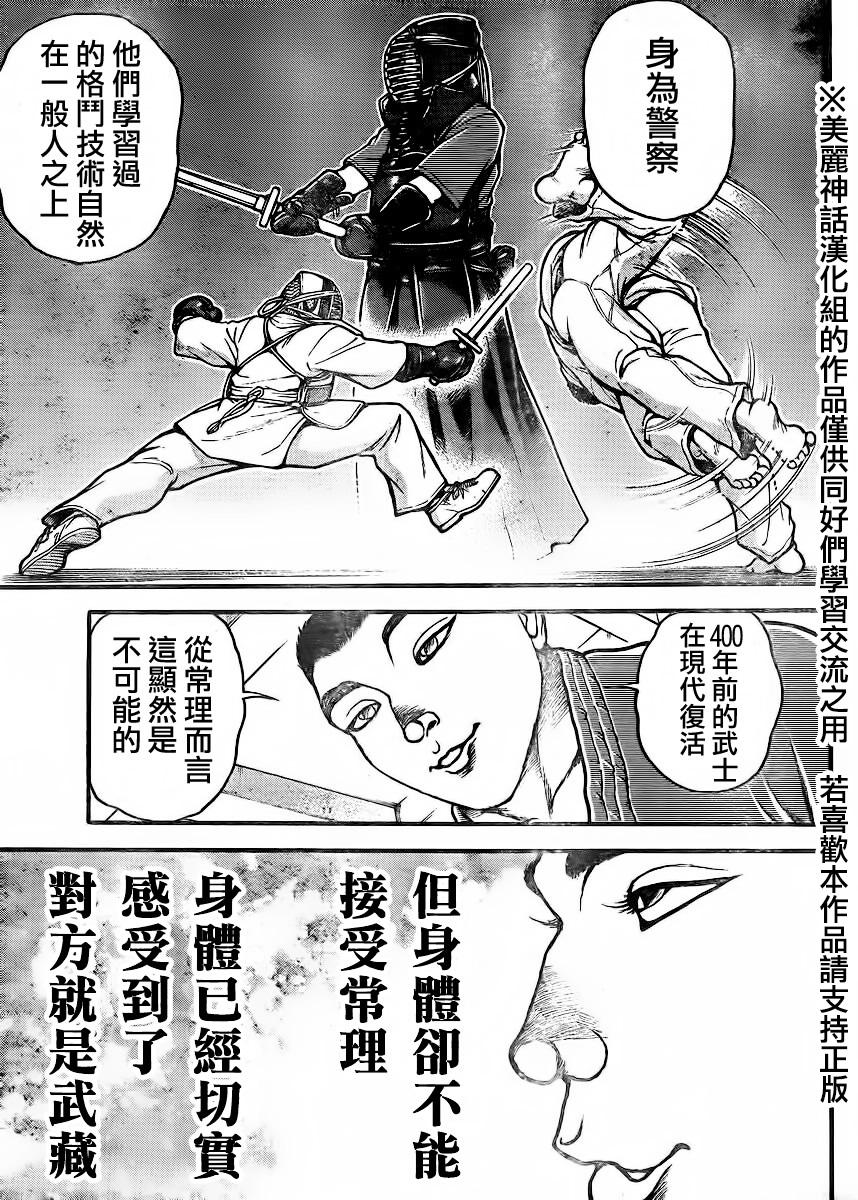 身為警察
他們學習過
的格鬥技術自然
在一般人之上
400年前的武士
在現代復活
從常理而言
這顯然是
不可能的
但身體卻不能
接受常理
身體已經切實
感受到了
對方就是武藏
※美麗神話漢化組的作品僅供同好們學習交流之用 — 若喜歡本作品請支持正版